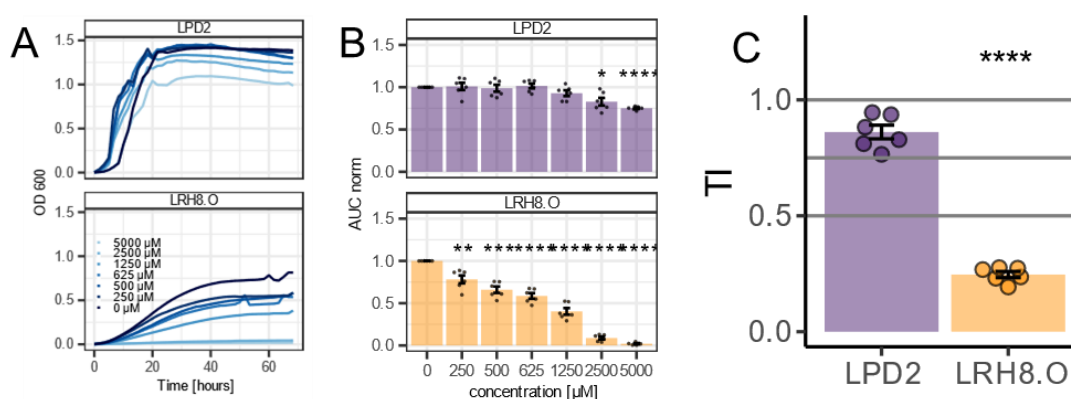 A
LPD2
1.5
1.0
0.5
0.0
LRH8.O
1.5
1.0
0.5
0.0
5000 µM
2500 µM
1250 µM
625 µM
500 µM
250 µM
0 µM
OD 600
0 20 40 60
Time [hours]
B
LPD2
1.5
1.0
0.5
0.0
* ****
LRH8.O
1.5
1.0
0.5
0.0
** **** **** **** **** ****
AUC norm
0 250 500 625 1250 2500 5000
concentration [µM]
C
****
1.0
0.5
0.0
TI
LPD2 LRH8.O